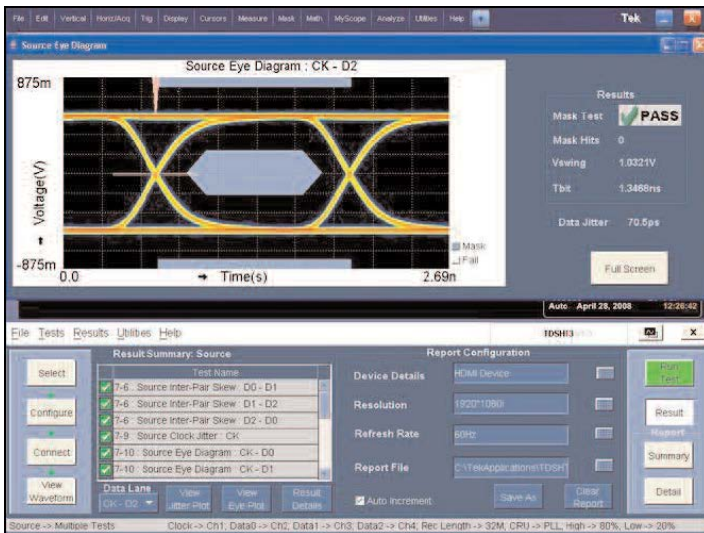 File Edit Vertical Horiz/Acq Trig Display Cursors Measure Mask Math MyScope Analyze Utilities Help Tek
Source Eye Diagram
Source Eye Diagram : CK - D2
875m
Voltage(V)
-875m
0.0
Time(s)
2.69n
Mask
Fail
Results
Mask Test PASS
Mask Hits 0
Vswing 1.0321V
Tbit 1.3468ns
Data Jitter 70.5ps
Full Screen
Auto April 28, 2008 12:26:42
File Tests Results Utilities Help TDSHT3 x
Select
Configure
Connect
View Waveform
Result Summary: Source
Test Name
7-6 : Source Inter-Pair Skew : D0 - D1
7-6 : Source Inter-Pair Skew : D1 - D2
7-6 : Source Inter-Pair Skew : D2 - D0
7-9 : Source Clock Jitter : CK
7-10 : Source Eye Diagram : CK - D0
7-10 : Source Eye Diagram : CK - D1
Data Lane
CK - D2
View Jitter Plot
View Eye Plot
Result Details
Report Configuration
Device Details HDMI Device
Resolution 1920*1080i
Refresh Rate 60Hz
Report File C:\TekApplications\TDSHT
Auto Increment
Save As
Clear Report
Run Test
Result
Report
Summary
Detail
Source -> Multiple Tests Clock -> Ch1, Data0 -> Ch2, Data1 -> Ch3, Data2 -> Ch4, Rec Length -> 32M, CRU -> PLL, High -> 80%, Low -> 20%